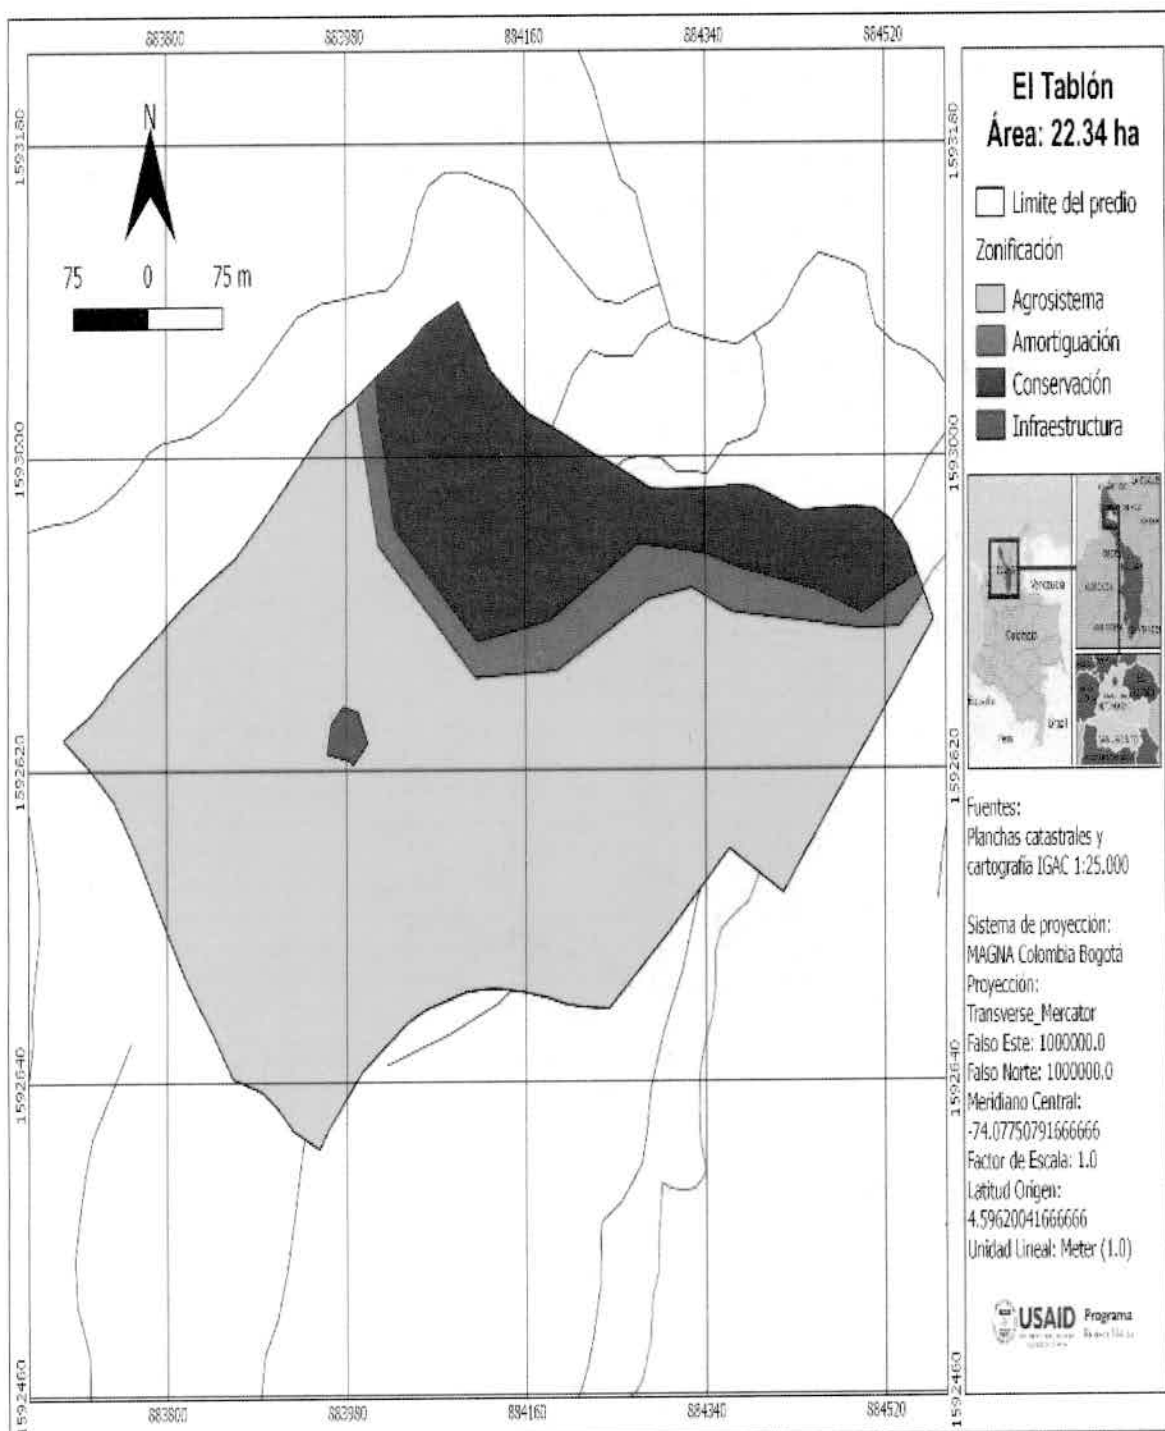 883800 883980 884160 884340 884520
1593180
1593180
N
75 0 75 m
1593000
1593000
1592820
1592820
1592640
1592640
1592460
1592460
883800 883980 884160 884340 884520
El Tablón
Área: 22.34 ha
Limite del predio
Zonificación
Agrosistema
Amortiguación
Conservación
Infraestructura
Venezuela
Colombia
Brazil
Peru
Fuentes:
Planchas catastrales y
cartografía IGAC 1:25.000
Sistema de proyección:
MAGNA Colombia Bogotá
Proyección:
Transverse_Mercator
Falso Este: 1000000.0
Falso Norte: 1000000.0
Meridiano Central:
-74.07750791666666
Factor de Escala: 1.0
Latitud Origen:
4.59620041666666
Unidad Lineal: Meter (1.0)
USAID Programa